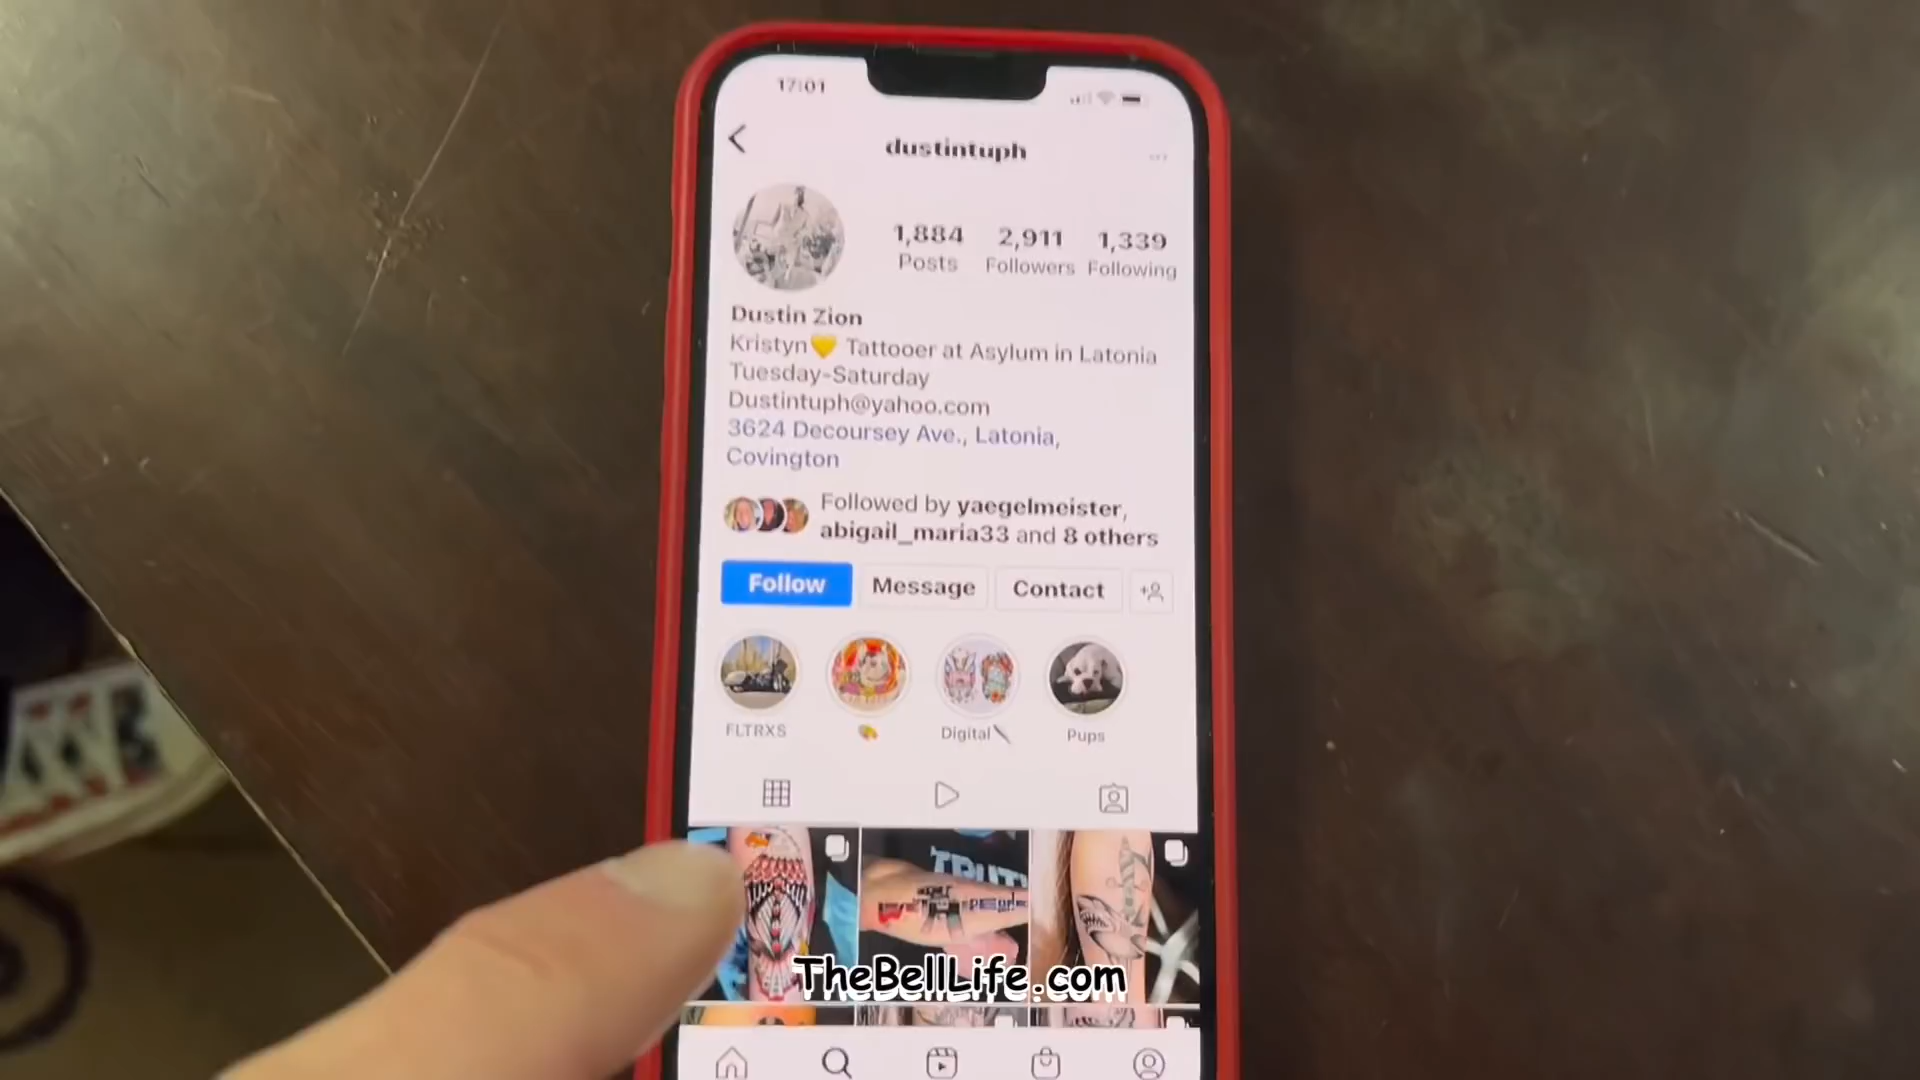 17:01
dustintuph
1,884 2,911 1,339
Posts Followers Following
Dustin Zion
Kristyn💛 Tattooer at Asylum in Latonia
Tuesday-Saturday
Dustintuph@yahoo.com
3624 Decoursey Ave., Latonia,
Covington
Followed by yaegelmeister,
abigail_maria33 and 8 others
Follow Message Contact
FLTRXS Digital Pups
TheBellLife.com